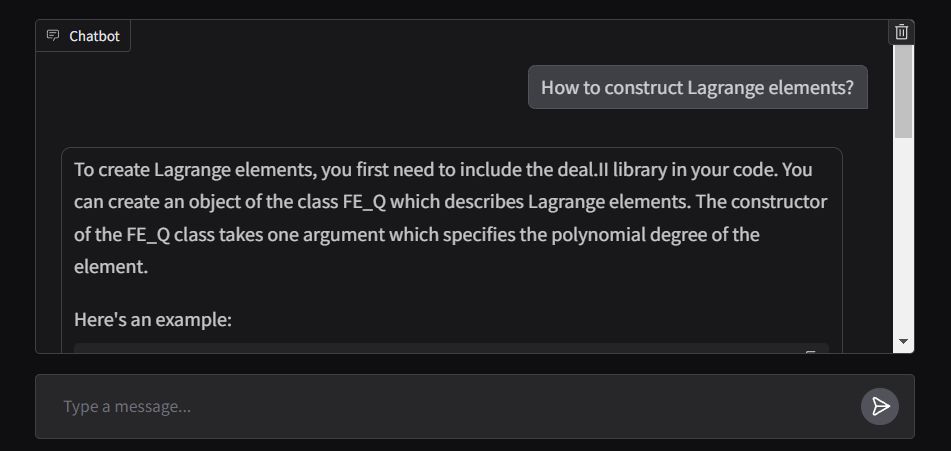 Chatbot
How to construct Lagrange elements?
To create Lagrange elements, you first need to include the deal.II library in your code. You
can create an object of the class FE_Q which describes Lagrange elements. The constructor
of the FE_Q class takes one argument which specifies the polynomial degree of the
element.
Here's an example:
Type a message...